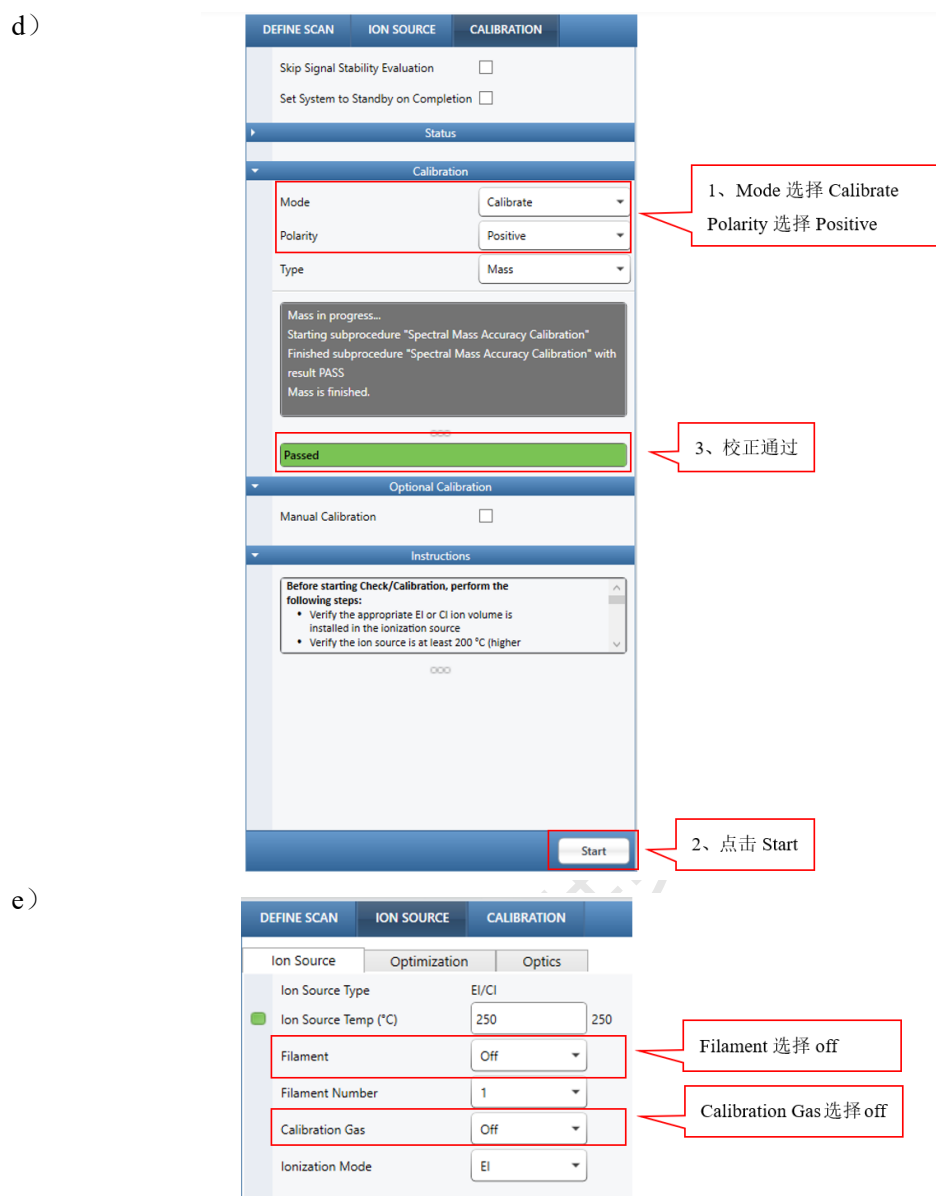 d）
DEFINE SCAN ION SOURCE CALIBRATION
Skip Signal Stability Evaluation
Set System to Standby on Completion
Status
Calibration
Mode Calibrate
Polarity Positive
1、Mode 选择 Calibrate
Polarity 选择 Positive
Type Mass
Mass in progress...
Starting subprocedure "Spectral Mass Accuracy Calibration"
Finished subprocedure "Spectral Mass Accuracy Calibration" with
result PASS
Mass is finished.
Passed
3、校正通过
Optional Calibration
Manual Calibration
Instructions
Before starting Check/Calibration, perform the
following steps:
• Verify the appropriate EI or CI ion volume is
installed in the ionization source
• Verify the ion source is at least 200 °C (higher
Start
2、点击 Start
e）
DEFINE SCAN ION SOURCE CALIBRATION
Ion Source Optimization Optics
Ion Source Type EI/CI
Ion Source Temp (°C) 250 250
Filament Off
Filament 选择 off
Filament Number 1
Calibration Gas Off
Calibration Gas选择off
Ionization Mode EI